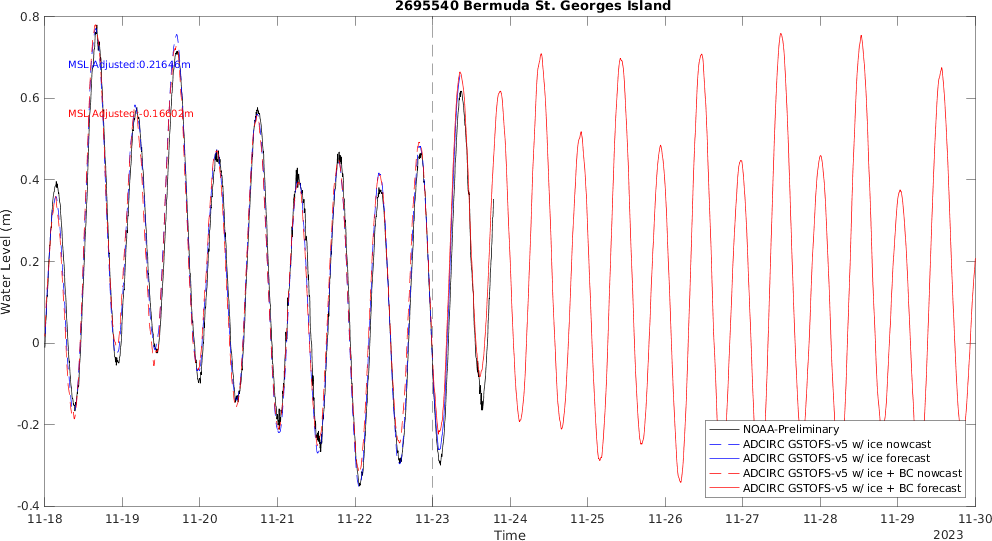 2695540 Bermuda St. Georges Island
0.8
0.6
0.4
0.2
0
-0.2
-0.4
Water Level (m)
MSL Adjusted:0.21646m
MSL Adjusted:-0.16602m
NOAA-Preliminary
ADCIRC GSTOFS-v5 w/ ice nowcast
ADCIRC GSTOFS-v5 w/ ice forecast
ADCIRC GSTOFS-v5 w/ ice + BC nowcast
ADCIRC GSTOFS-v5 w/ ice + BC forecast
11-18 11-19 11-20 11-21 11-22 11-23 11-24 11-25 11-26 11-27 11-28 11-29 11-30
Time
2023